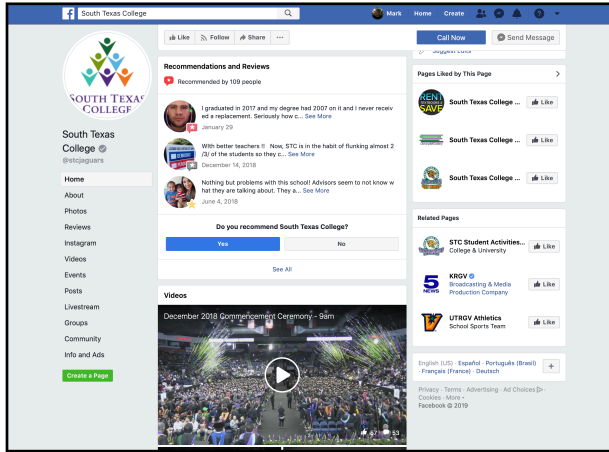 South Texas College
Mark
Home
Create
SOUTH TEXAS
COLLEGE
South Texas
College
@stcjaguars
Home
About
Photos
Reviews
Instagram
Videos
Events
Posts
Livestream
Groups
Community
Info and Ads
Create a Page
Like
Follow
Share
Call Now
Send Message
Suggest Edits
Recommendations and Reviews
Recommended by 109 people
I graduated in 2017 and my degree had 2007 on it and I never receiv
ed a replacement. Seriously how c... See More
January 29
With better teachers !! Now, STC is in the habit of flunking almost 2
/3/ of the students so they c... See More
December 14, 2018
Nothing but problems with this school! Advisors seem to not know w
hat they are talking about. They a... See More
June 4, 2018
Do you recommend South Texas College?
Yes
No
See All
Videos
December 2018 Commencement Ceremony - 9am
67
53
Pages Liked by This Page
RENT
SAVE
South Texas College ...
Like
South Texas College ...
Like
South Texas College ...
Like
Related Pages
STC Student Activities...
College & University
Like
5
NEWS
KRGV
Broadcasting & Media
Production Company
Like
UTRGV Athletics
School Sports Team
Like
English (US) · Español · Português (Brasil)
· Français (France) · Deutsch
Privacy · Terms · Advertising · Ad Choices ·
Cookies · More
Facebook © 2019